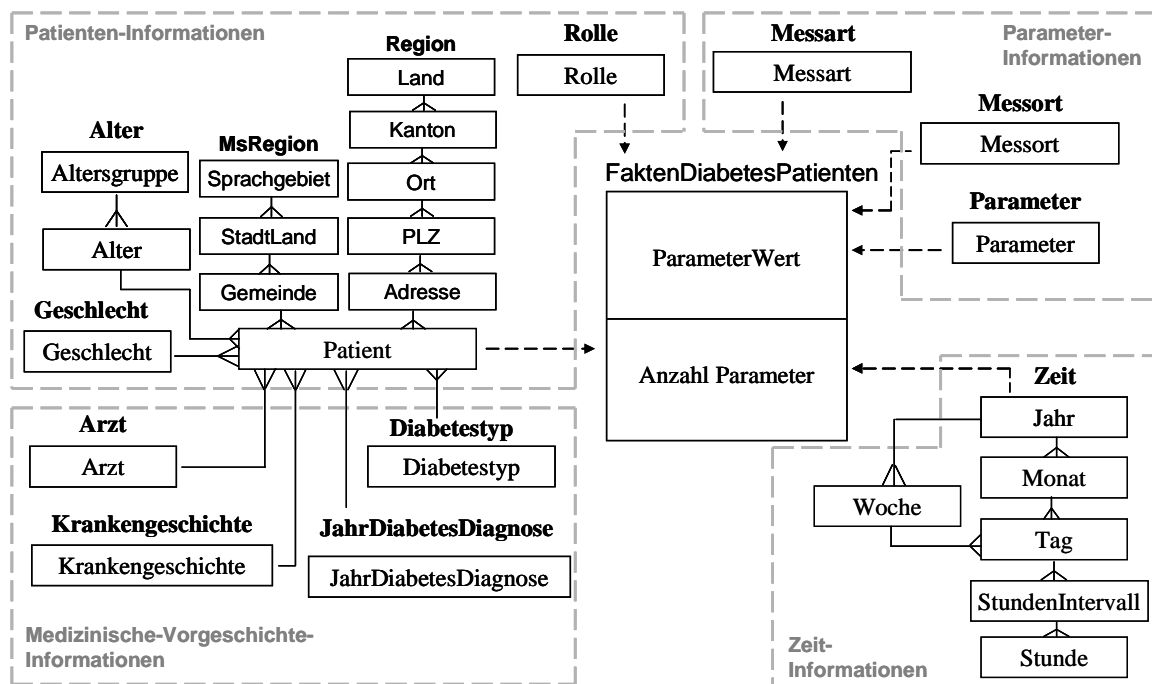 Patienten-Informationen
Region
Land
Kanton
Ort
PLZ
Adresse
Alter
Altersgruppe
Alter
MsRegion
Sprachgebiet
StadtLand
Gemeinde
Geschlecht
Geschlecht
Patient
Rolle
Rolle
Messart
Messart
Parameter-
Informationen
Messort
Messort
Parameter
Parameter
FaktenDiabetesPatienten
ParameterWert
Anzahl Parameter
Arzt
Arzt
Diabetestyp
Diabetestyp
Krankengeschichte
Krankengeschichte
JahrDiabetesDiagnose
JahrDiabetesDiagnose
Medizinische-Vorgeschichte-
Informationen
Zeit
Jahr
Monat
Woche
Tag
StundenIntervall
Stunde
Zeit-
Informationen